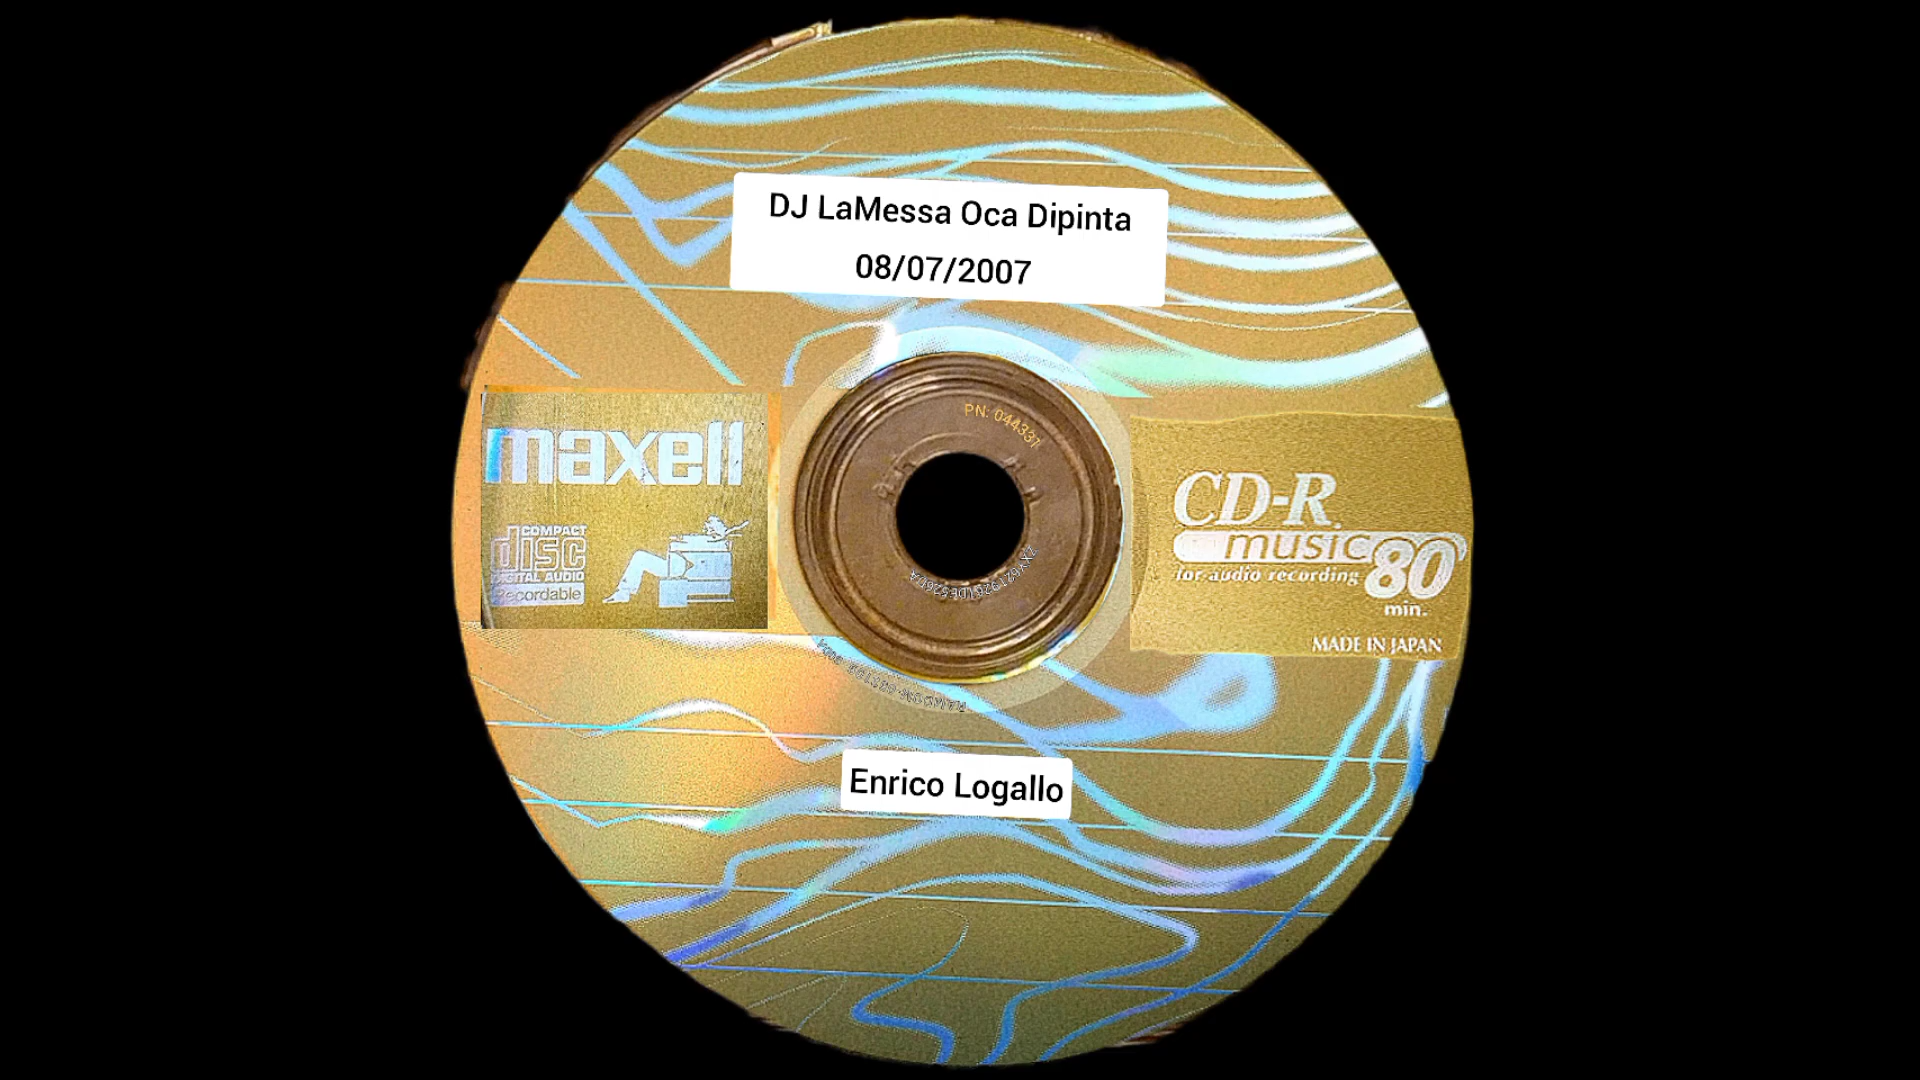 DJ LaMessa Oca Dipinta
08/07/2007
maxell
COMPACT
disc
DIGITAL AUDIO
Recordable
PN: 044337
CD-R
music 80
for audio recording
min.
MADE IN JAPAN
Enrico Logallo